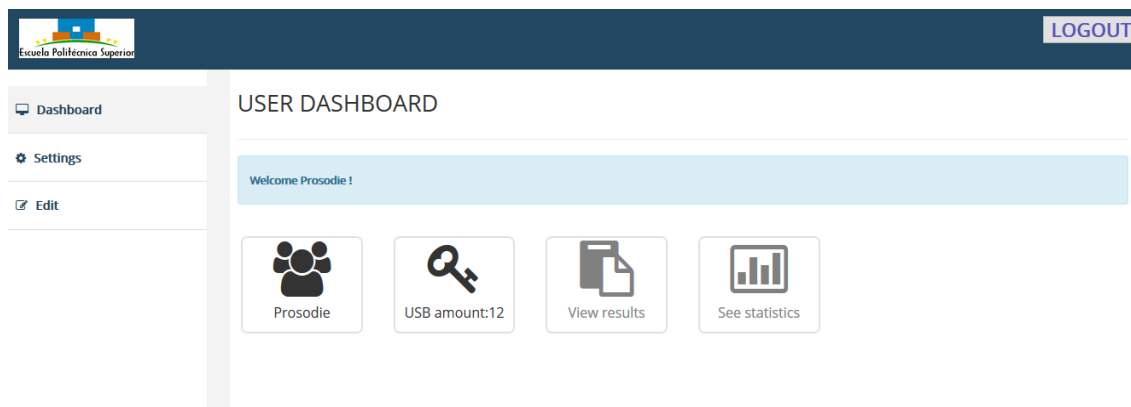 Escuela Politécnica Superior
LOGOUT
Dashboard
Settings
Edit
USER DASHBOARD
Welcome Prosodie !
Prosodie
USB amount:12
View results
See statistics